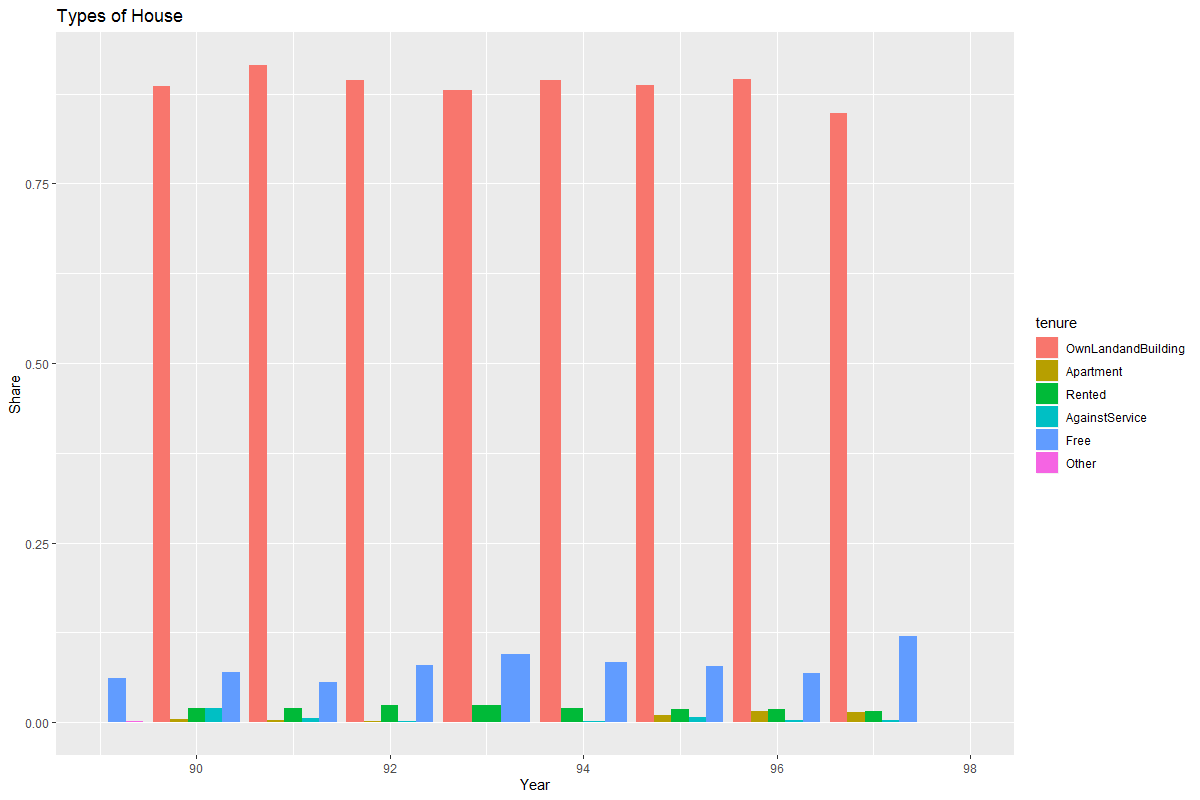 Types of House
Share
0.75
0.50
0.25
0.00
90
92
94
96
98
Year
tenure
OwnLandandBuilding
Apartment
Rented
AgainstService
Free
Other